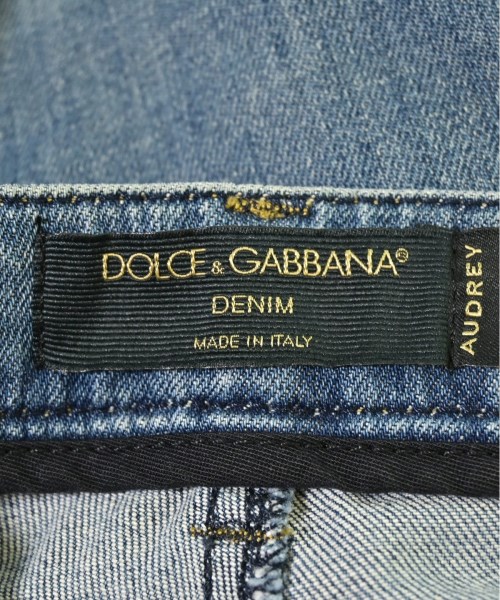 DOLCE & GABBANA®
DENIM
MADE IN ITALY
AUDREY